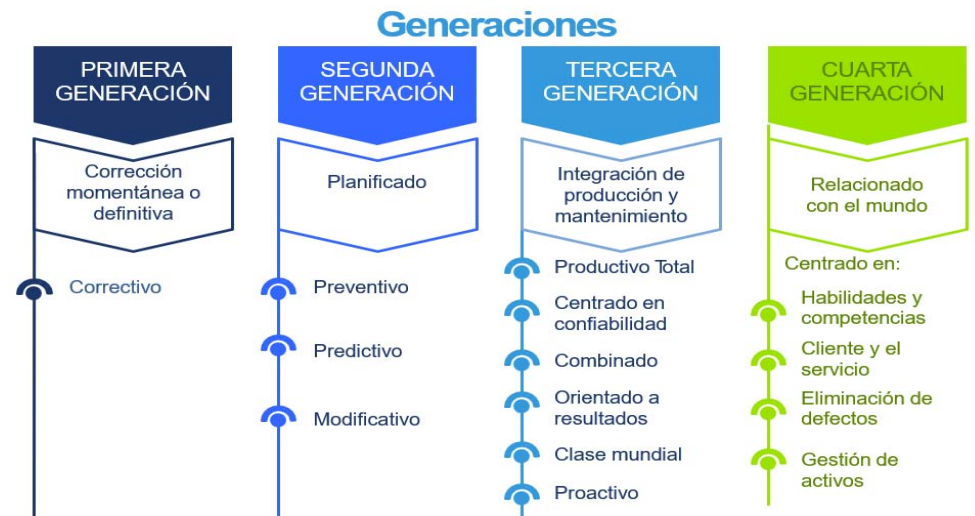 Generaciones
PRIMERA
GENERACIÓN
Corrección
momentánea o
definitiva
Correctivo
SEGUNDA
GENERACIÓN
Planificado
Preventivo
Predictivo
Modificativo
TERCERA
GENERACIÓN
Integración de
producción y
mantenimiento
Productivo Total
Centrado en
confiabilidad
Combinado
Orientado a
resultados
Clase mundial
Proactivo
CUARTA
GENERACIÓN
Relacionado
con el mundo
Centrado en:
Habilidades y
competencias
Cliente y el
servicio
Eliminación de
defectos
Gestión de
activos